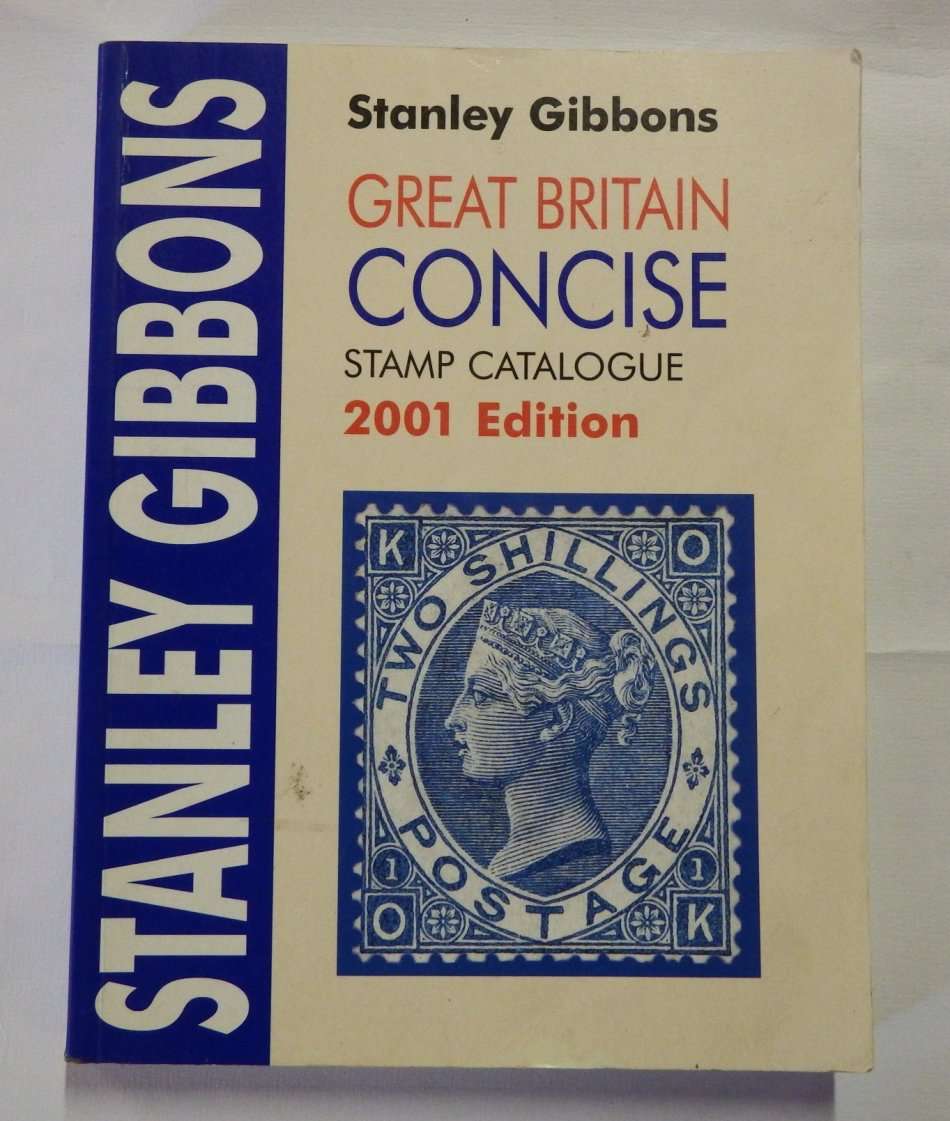 STANLEY GIBBONS
Stanley Gibbons
GREAT BRITAIN
CONCISE
STAMP CATALOGUE
2001 Edition
K O
TWO SHILLINGS
POSTAGE
1 1
O K